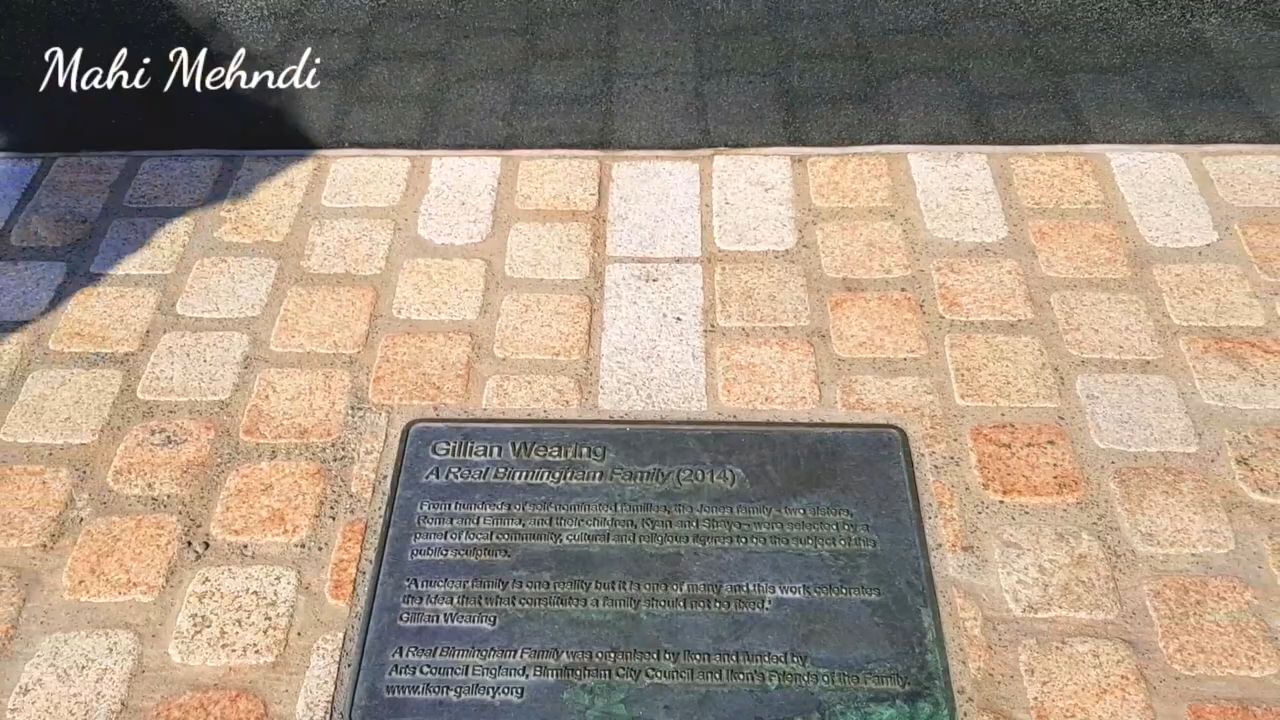 Mahi Mehndi
Gillian Wearing
A Real Birmingham Family (2014)
From hundreds of self-nominated families, the Jones family - two sisters,
Roma and Emma, and their children, Kyan and Shaye - were selected by a
panel of local community, cultural and religious figures to be the subject of this
public sculpture.
'A nuclear family is one reality but it is one of many and this work celebrates
the idea that what constitutes a family should not be fixed.'
Gillian Wearing
A Real Birmingham Family was organised by Ikon and funded by
Arts Council England, Birmingham City Council and Ikon's Friends of the Family.
www.ikon-gallery.org